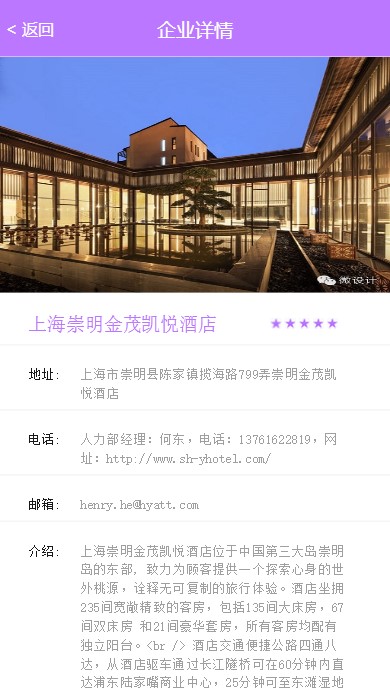 < 返回
企业详情
微设计
上海崇明金茂凯悦酒店
★★★★★
地址:
上海市崇明县陈家镇揽海路799弄崇明金茂凯
悦酒店
电话:
人力部经理：何东，电话：13761622819，网
址：http://www.sh-yhotel.com/
邮箱:
henry.he@hyatt.com
介绍:
上海崇明金茂凯悦酒店位于中国第三大岛崇明
岛的东部, 致力为顾客提供一个探索心身的世
外桃源，诠释无可复制的旅行体验。酒店坐拥
235间宽敞精致的客房，包括135间大床房，67
间双床房 和21间豪华套房，所有客房均配有
独立阳台。<br /> 酒店交通便捷公路四通八
达，从酒店驱车通过长江隧桥可在60分钟内直
达浦东陆家嘴商业中心，25分钟可至东滩湿地